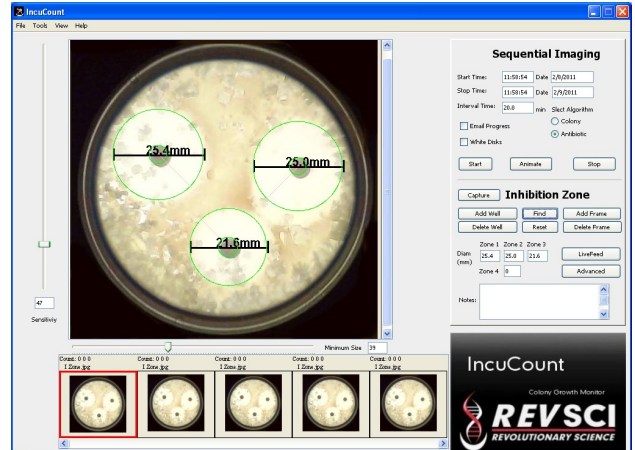 IncuCount
File Tools View Help
25.4mm
25.0mm
21.6mm
47
Sensitiviy
Minimum Size 39
Count: 0 0 0 Count: 0 0 0 Count: 0 0 0 Count: 0 0 0 Count: 0 0 0
1 Zone.jpg 1 Zone.jpg 1 Zone.jpg 1 Zone.jpg 1 Zone.jpg
Sequential Imaging
Start Time: 11:58:54 Date 2/8/2011
Stop Time: 11:58:54 Date 2/9/2011
Interval Time: 20.0 min Slect Algorithm
Colony
Email Progress
Antibiotic
White Disks
Start Animate Stop
Capture Inhibition Zone
Add Well Find Add Frame
Delete Well Reset Delete Frame
Zone 1 Zone 2 Zone 3
Diam (mm) 25.4 25.0 21.6 LiveFeed
Zone 4 0 Advanced
Notes:
IncuCount
Colony Growth Monitor
REVSCI
REVOLUTIONARY SCIENCE